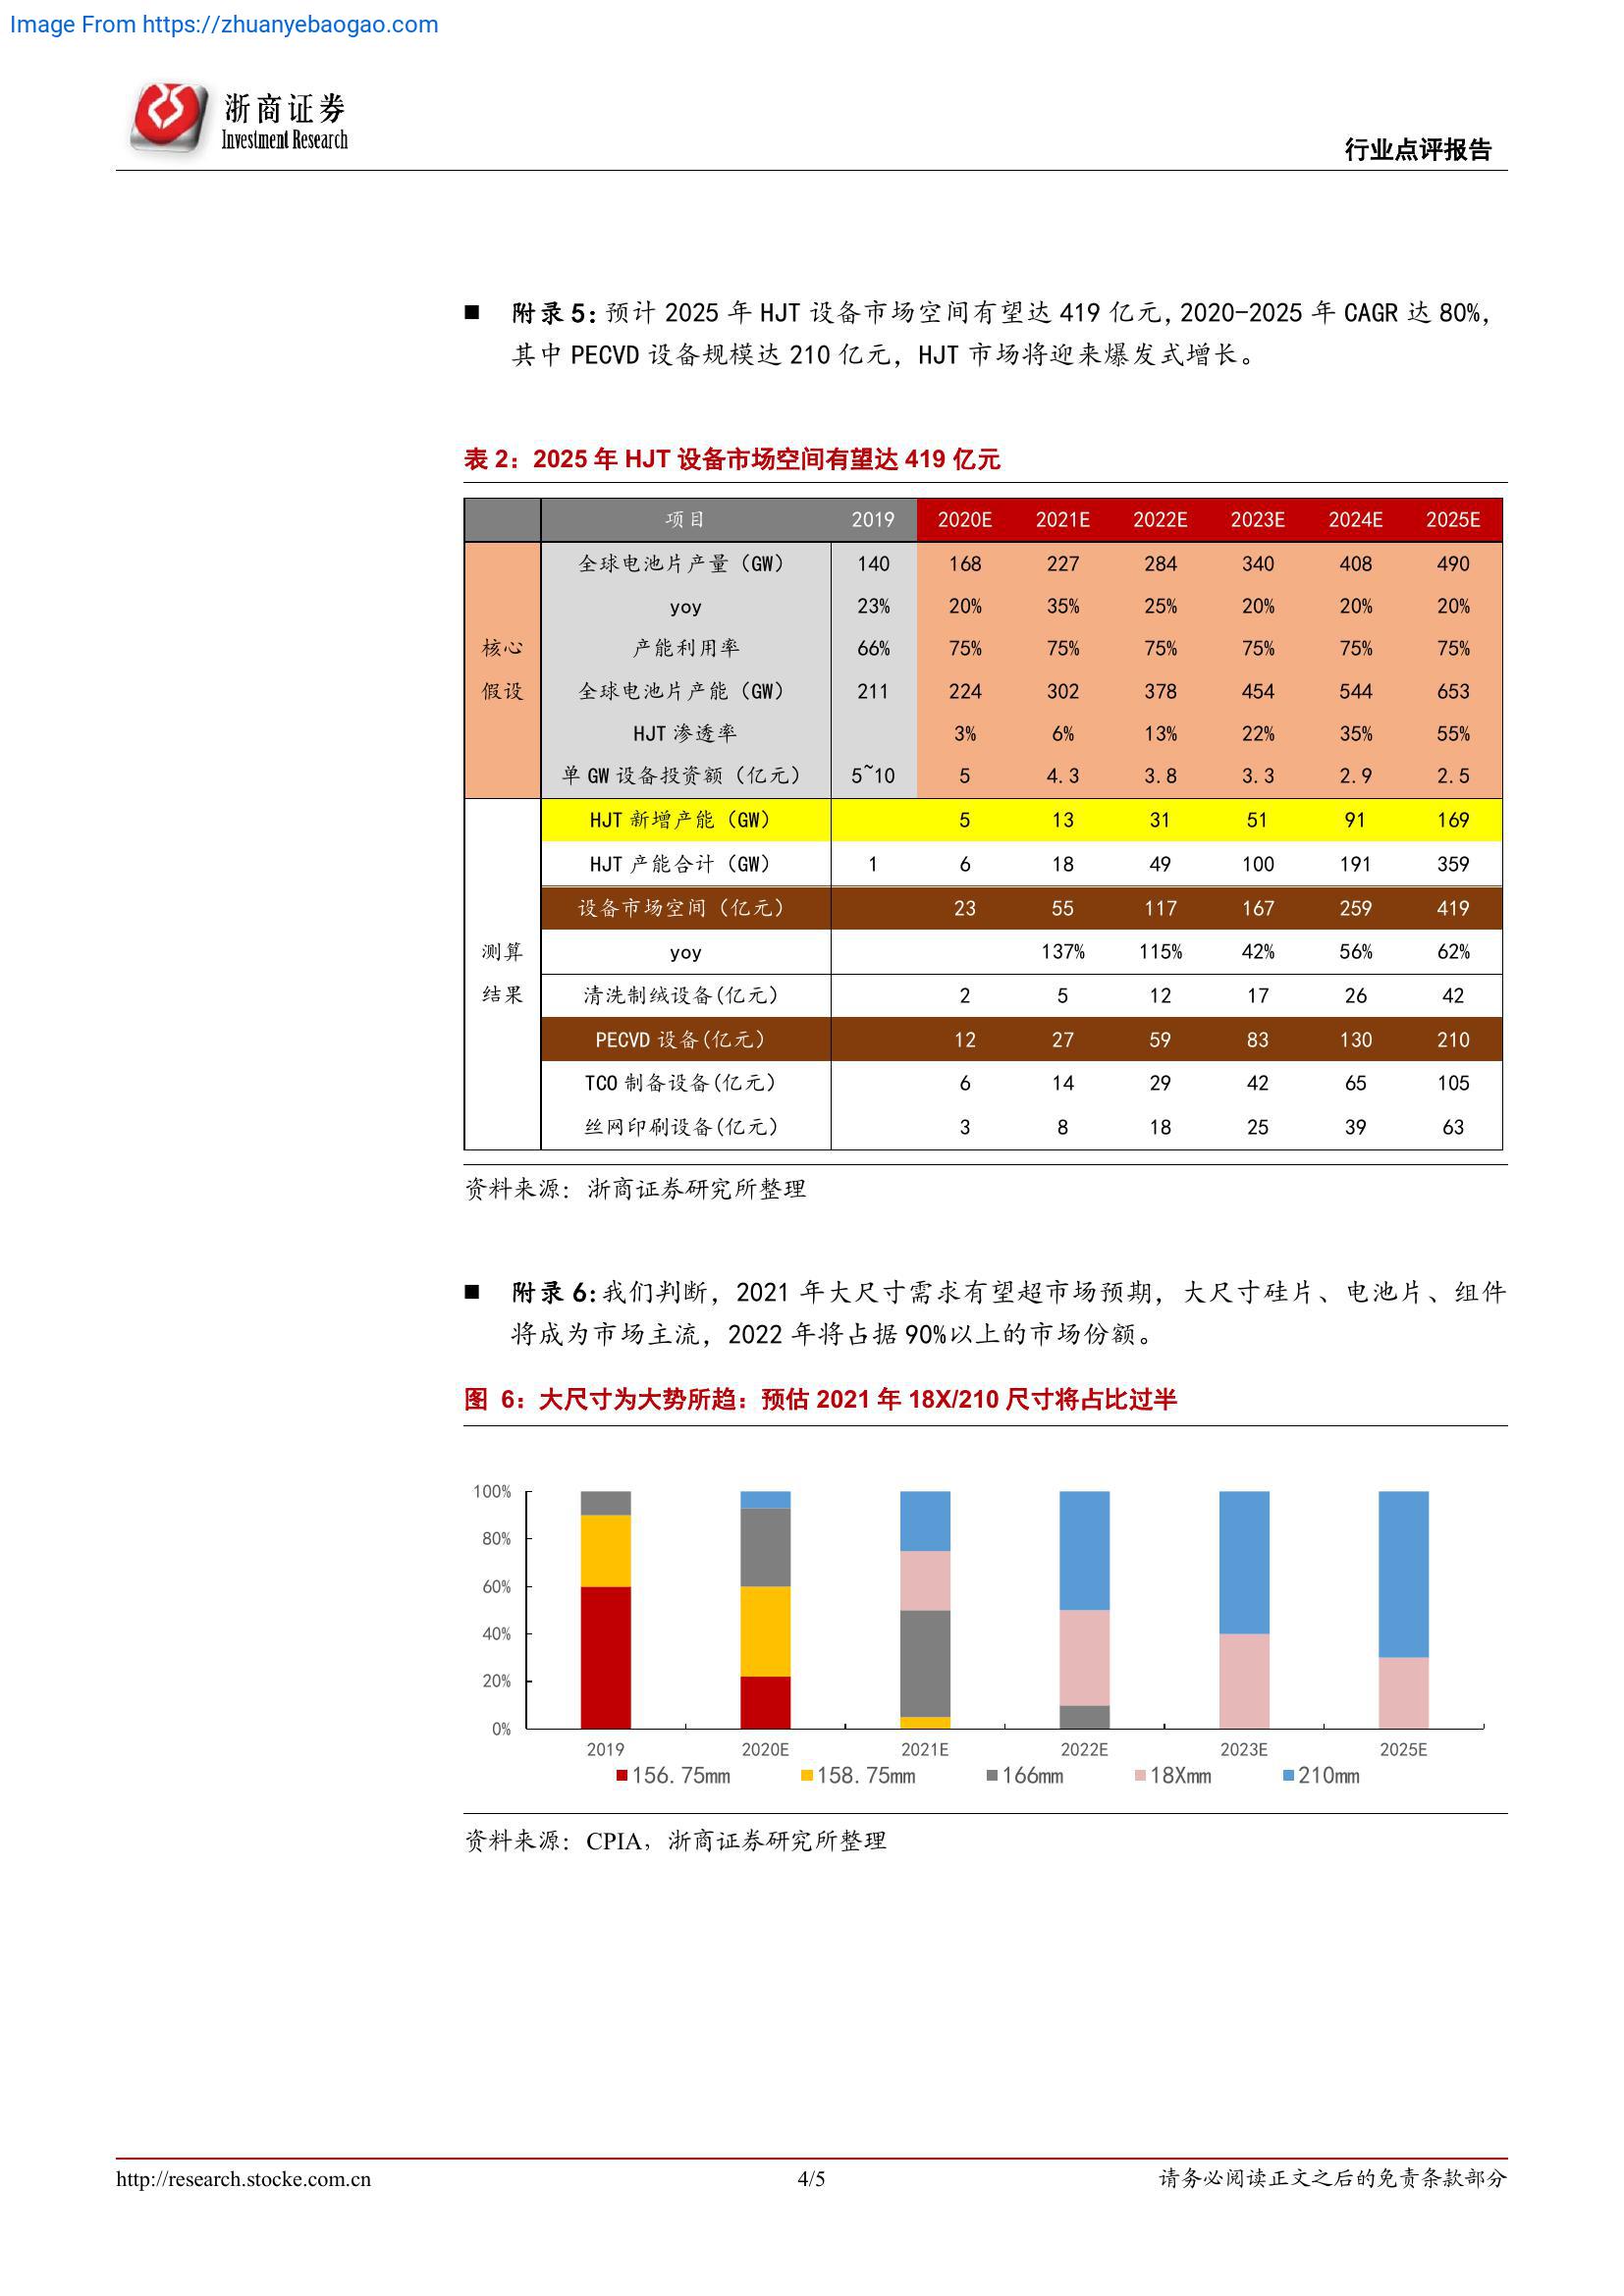 Image From https://zhuanyebaogao.com
浙商证券
Investment Research
行业点评报告
■ 附录 5: 预计 2025 年 HJT 设备市场空间有望达 419 亿元, 2020-2025 年 CAGR 达 80%,
其中 PECVD 设备规模达 210 亿元, HJT 市场将迎来爆发式增长。
表 2: 2025 年 HJT 设备市场空间有望达 419 亿元
项目 2019 2020E 2021E 2022E 2023E 2024E 2025E
全球电池片产量（GW） 140 168 227 284 340 408 490
yoy 23% 20% 35% 25% 20% 20% 20%
核心 产能利用率 66% 75% 75% 75% 75% 75% 75%
假设 全球电池片产能（GW） 211 224 302 378 454 544 653
HJT 渗透率 3% 6% 13% 22% 35% 55%
单 GW 设备投资额（亿元） 5~10 5 4.3 3.8 3.3 2.9 2.5
HJT 新增产能（GW） 5 13 31 51 91 169
HJT 产能合计（GW） 1 6 18 49 100 191 359
设备市场空间（亿元） 23 55 117 167 259 419
测算 yoy 137% 115% 42% 56% 62%
结果 清洗制绒设备(亿元) 2 5 12 17 26 42
PECVD 设备(亿元) 12 27 59 83 130 210
TCO 制备设备(亿元) 6 14 29 42 65 105
丝网印刷设备(亿元) 3 8 18 25 39 63
资料来源：浙商证券研究所整理
■ 附录 6: 我们判断, 2021 年大尺寸需求有望超市场预期, 大尺寸硅片、电池片、组件
将成为市场主流, 2022 年将占据 90%以上的市场份额。
图 6: 大尺寸为大势所趋: 预估 2021 年 18X/210 尺寸将占比过半
100%
80%
60%
40%
20%
0%
2019 2020E 2021E 2022E 2023E 2025E
156.75mm 158.75mm 166mm 18Xmm 210mm
资料来源：CPIA，浙商证券研究所整理
http://research.stocke.com.cn 4/5 请务必阅读正文之后的免责条款部分